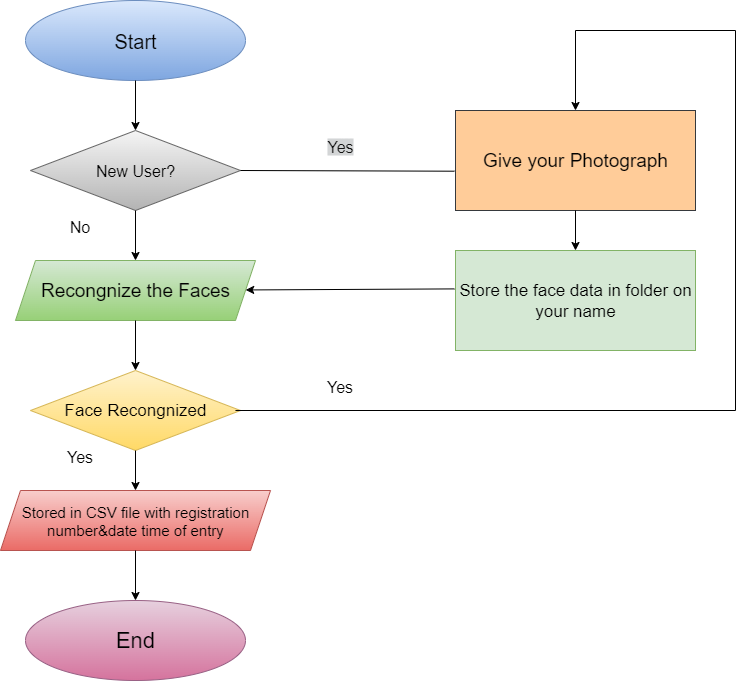 Start
New User?
Yes
Give your Photograph
No
Recongnize the Faces
Store the face data in folder on
your name
Yes
Face Recongnized
Yes
Stored in CSV file with registration
number&date time of entry
End